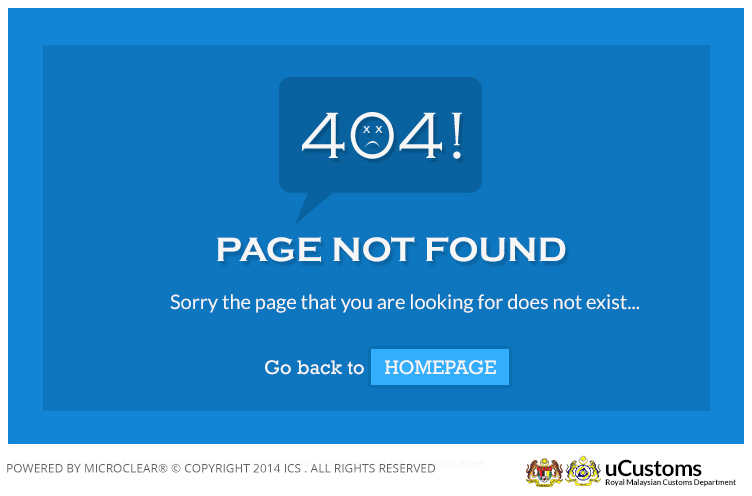 404!
PAGE NOT FOUND
Sorry the page that you are looking for does not exist...
Go back to HOMEPAGE
POWERED BY MICROCLEAR® © COPYRIGHT 2014 ICS . ALL RIGHTS RESERVED
uCustoms
Royal Malaysian Customs Department